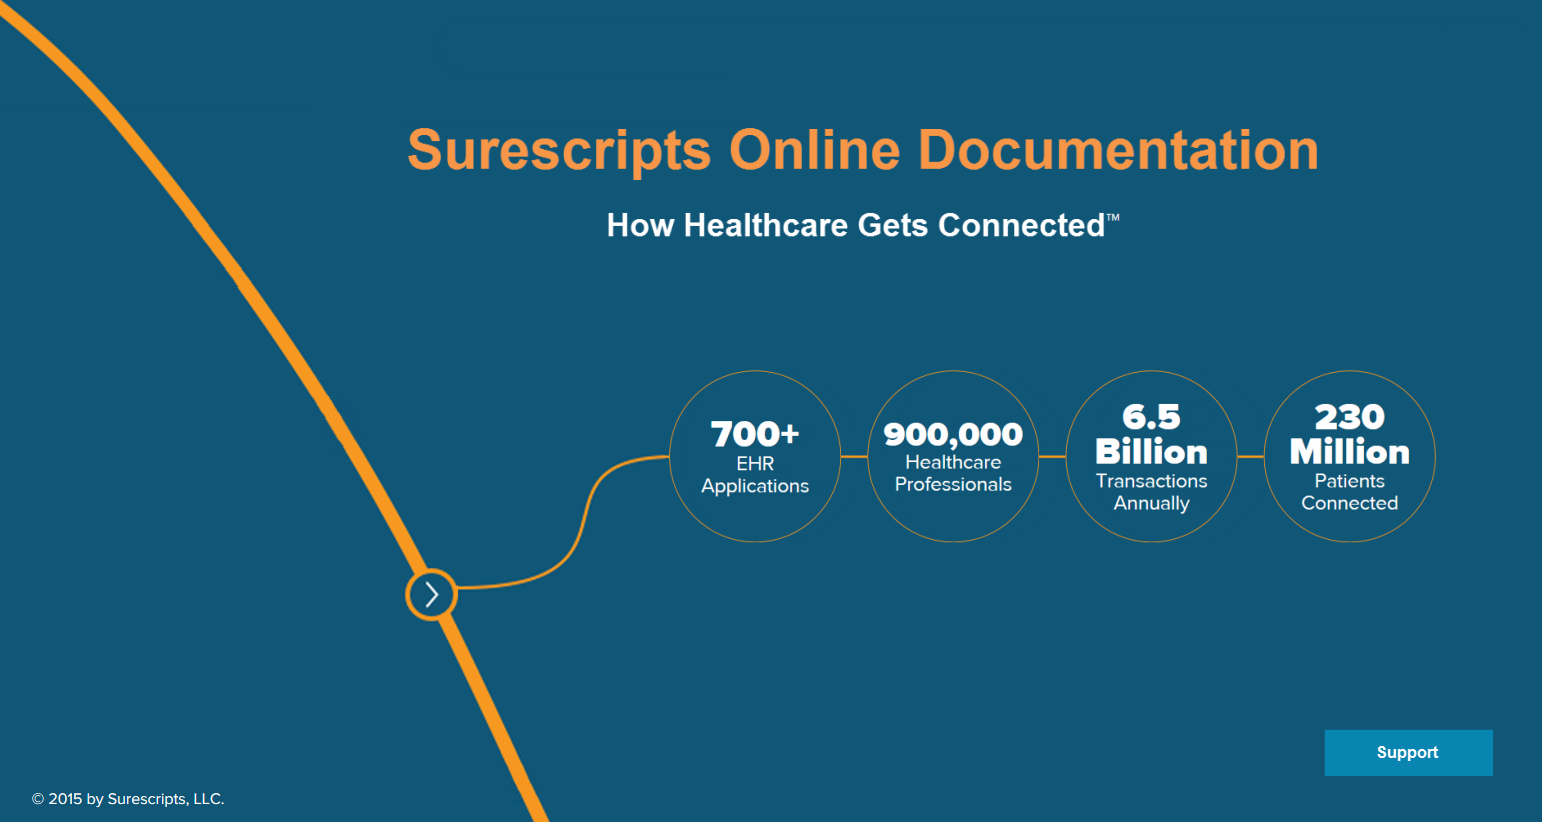 Surescripts Online Documentation
How Healthcare Gets Connected™
700+
EHR
Applications
900,000
Healthcare
Professionals
6.5
Billion
Transactions
Annually
230
Million
Patients
Connected
Support
© 2015 by Surescripts, LLC.